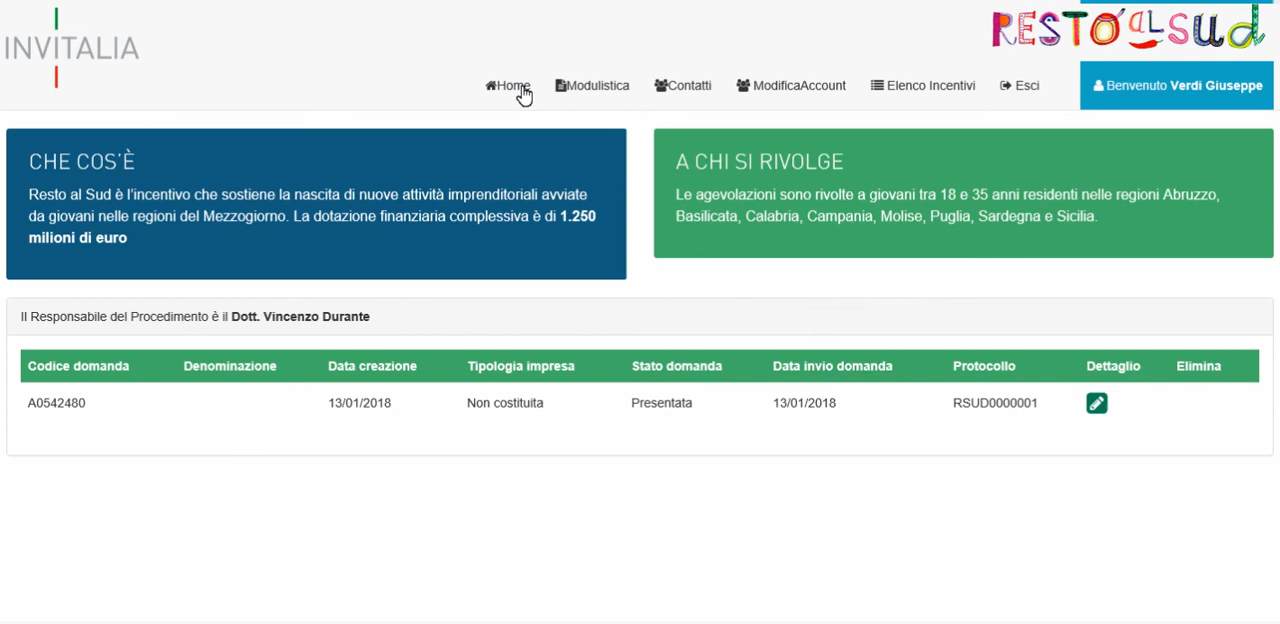 INVITALIA
RESTO AL SUD
Home Modulistica Contatti ModificaAccount Elenco Incentivi Esci Benvenuto Verdi Giuseppe
CHE COS'È
Resto al Sud è l'incentivo che sostiene la nascita di nuove attività imprenditoriali avviate
da giovani nelle regioni del Mezzogiorno. La dotazione finanziaria complessiva è di 1.250
milioni di euro
A CHI SI RIVOLGE
Le agevolazioni sono rivolte a giovani tra 18 e 35 anni residenti nelle regioni Abruzzo,
Basilicata, Calabria, Campania, Molise, Puglia, Sardegna e Sicilia.
Il Responsabile del Procedimento è il Dott. Vincenzo Durante
Codice domanda Denominazione Data creazione Tipologia impresa Stato domanda Data invio domanda Protocollo Dettaglio Elimina
A0542480 13/01/2018 Non costituita Presentata 13/01/2018 RSUD0000001